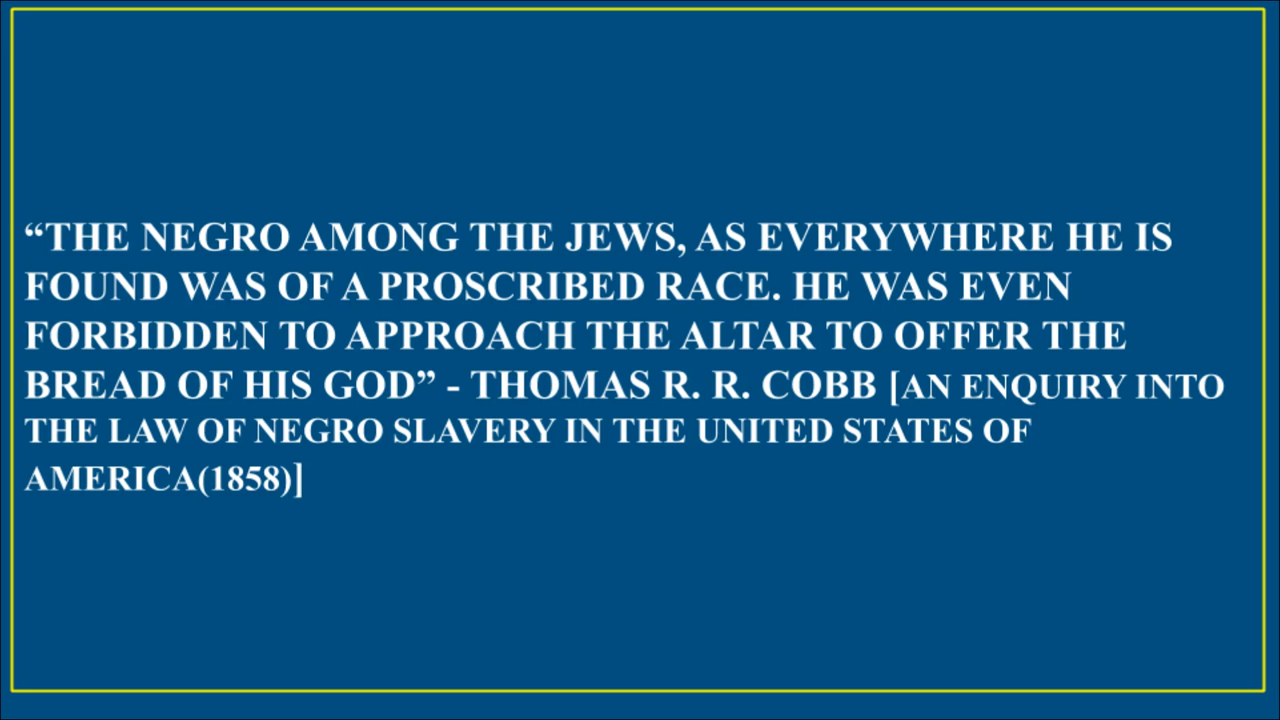 “THE NEGRO AMONG THE JEWS, AS EVERYWHERE HE IS
FOUND WAS OF A PROSCRIBED RACE. HE WAS EVEN
FORBIDDEN TO APPROACH THE ALTAR TO OFFER THE
BREAD OF HIS GOD” - THOMAS R. R. COBB [AN ENQUIRY INTO
THE LAW OF NEGRO SLAVERY IN THE UNITED STATES OF
AMERICA(1858)]